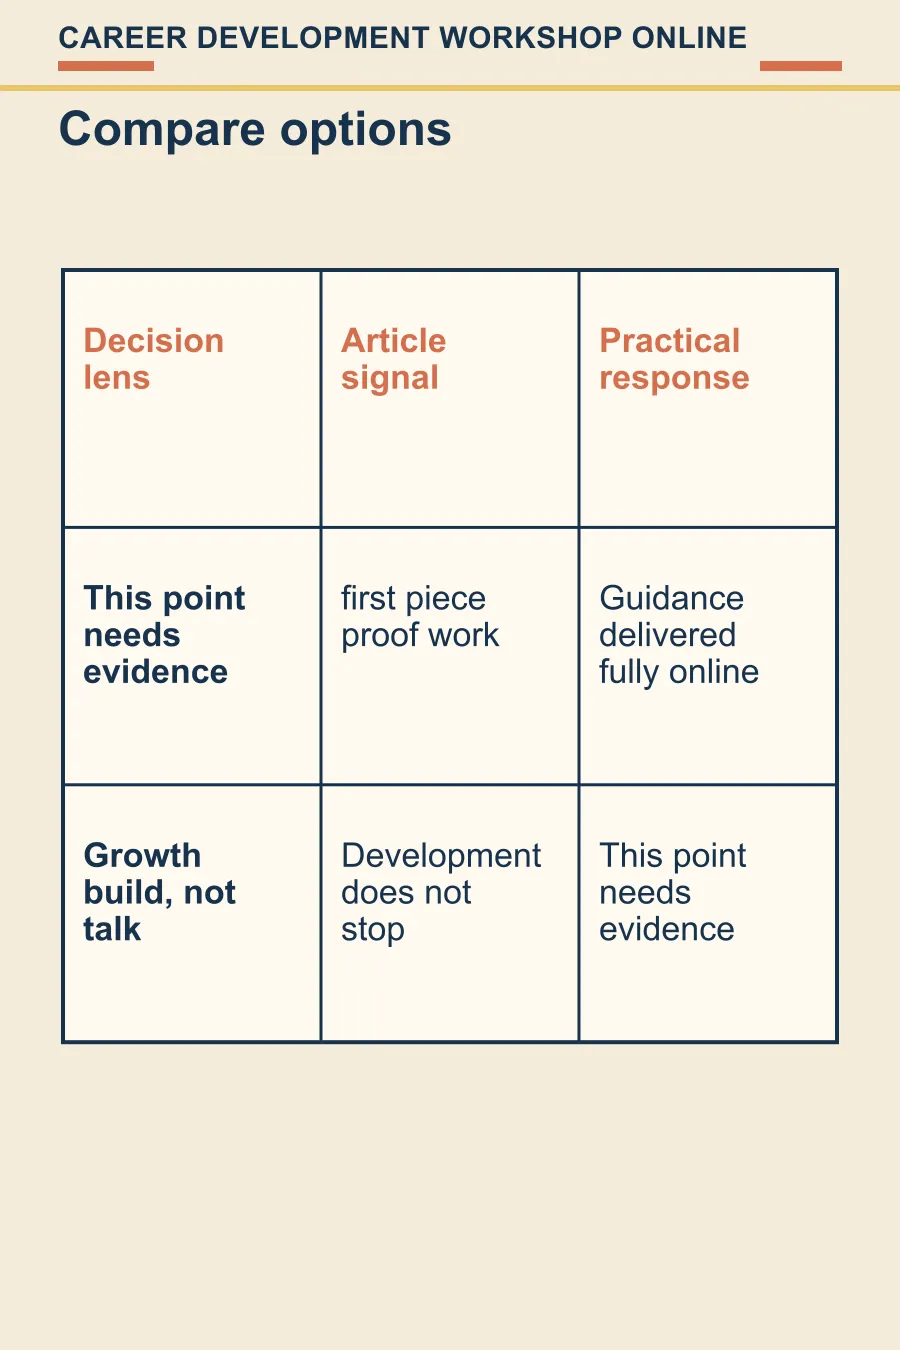 CAREER DEVELOPMENT WORKSHOP ONLINE
Compare options
Decision
lens
Article
signal
Practical
response
This point
needs
evidence
first piece
proof work
Guidance
delivered
fully online
Growth
build, not
talk
Development
does not
stop
This point
needs
evidence